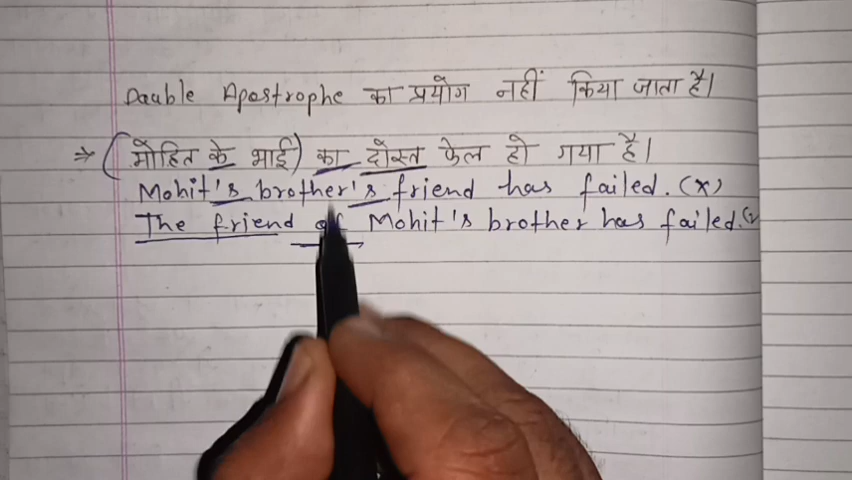 Double Apostrophe का प्रयोग नहीं किया जाता है।
⇒ (मोहित के भाई) का दोस्त फेल हो गया है।
Mohit's brother's friend has failed. (x)
The friend of Mohit's brother has failed.